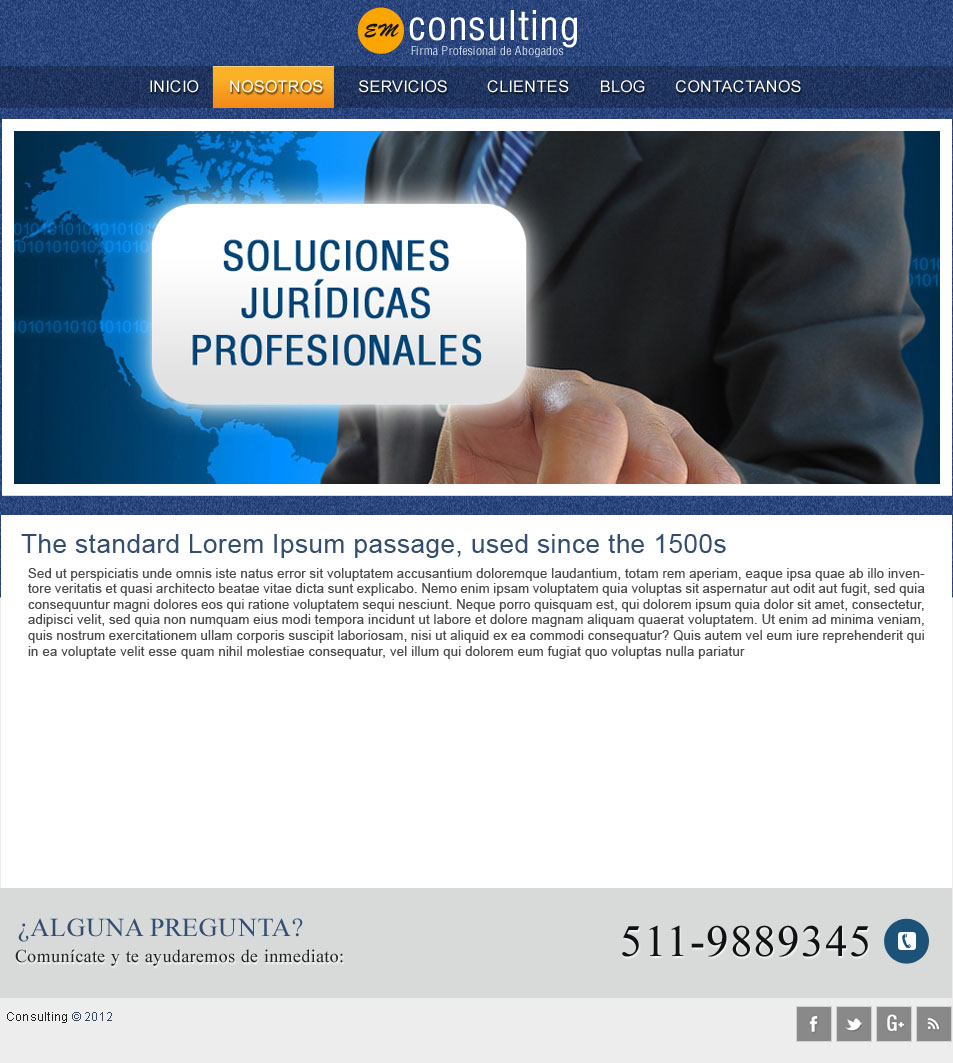 EM consulting
Firma Profesional de Abogados
INICIO NOSOTROS SERVICIOS CLIENTES BLOG CONTACTANOS
SOLUCIONES
JURÍDICAS
PROFESIONALES
The standard Lorem Ipsum passage, used since the 1500s
Sed ut perspiciatis unde omnis iste natus error sit voluptatem accusantium doloremque laudantium, totam rem aperiam, eaque ipsa quae ab illo inven-
tore veritatis et quasi architecto beatae vitae dicta sunt explicabo. Nemo enim ipsam voluptatem quia voluptas sit aspernatur aut odit aut fugit, sed quia
consequuntur magni dolores eos qui ratione voluptatem sequi nesciunt. Neque porro quisquam est, qui dolorem ipsum quia dolor sit amet, consectetur,
adipisci velit, sed quia non numquam eius modi tempora incidunt ut labore et dolore magnam aliquam quaerat voluptatem. Ut enim ad minima veniam,
quis nostrum exercitationem ullam corporis suscipit laboriosam, nisi ut aliquid ex ea commodi consequatur? Quis autem vel eum iure reprehenderit qui
in ea voluptate velit esse quam nihil molestiae consequatur, vel illum qui dolorem eum fugiat quo voluptas nulla pariatur
¿ALGUNA PREGUNTA?
Comunícate y te ayudaremos de inmediato:
511-9889345
Consulting © 2012